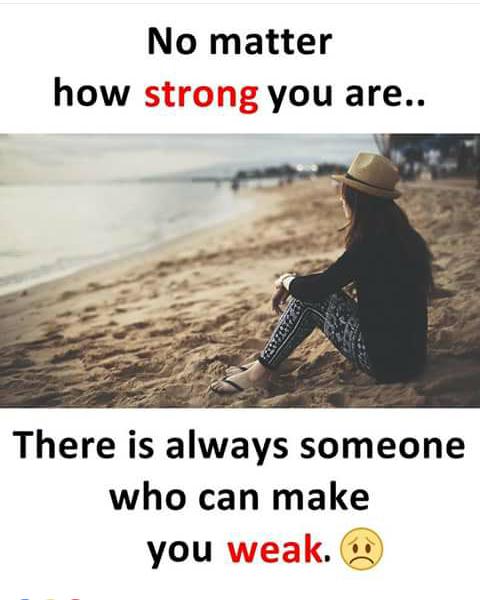 No matter
how strong you are..
There is always someone
who can make
you weak.